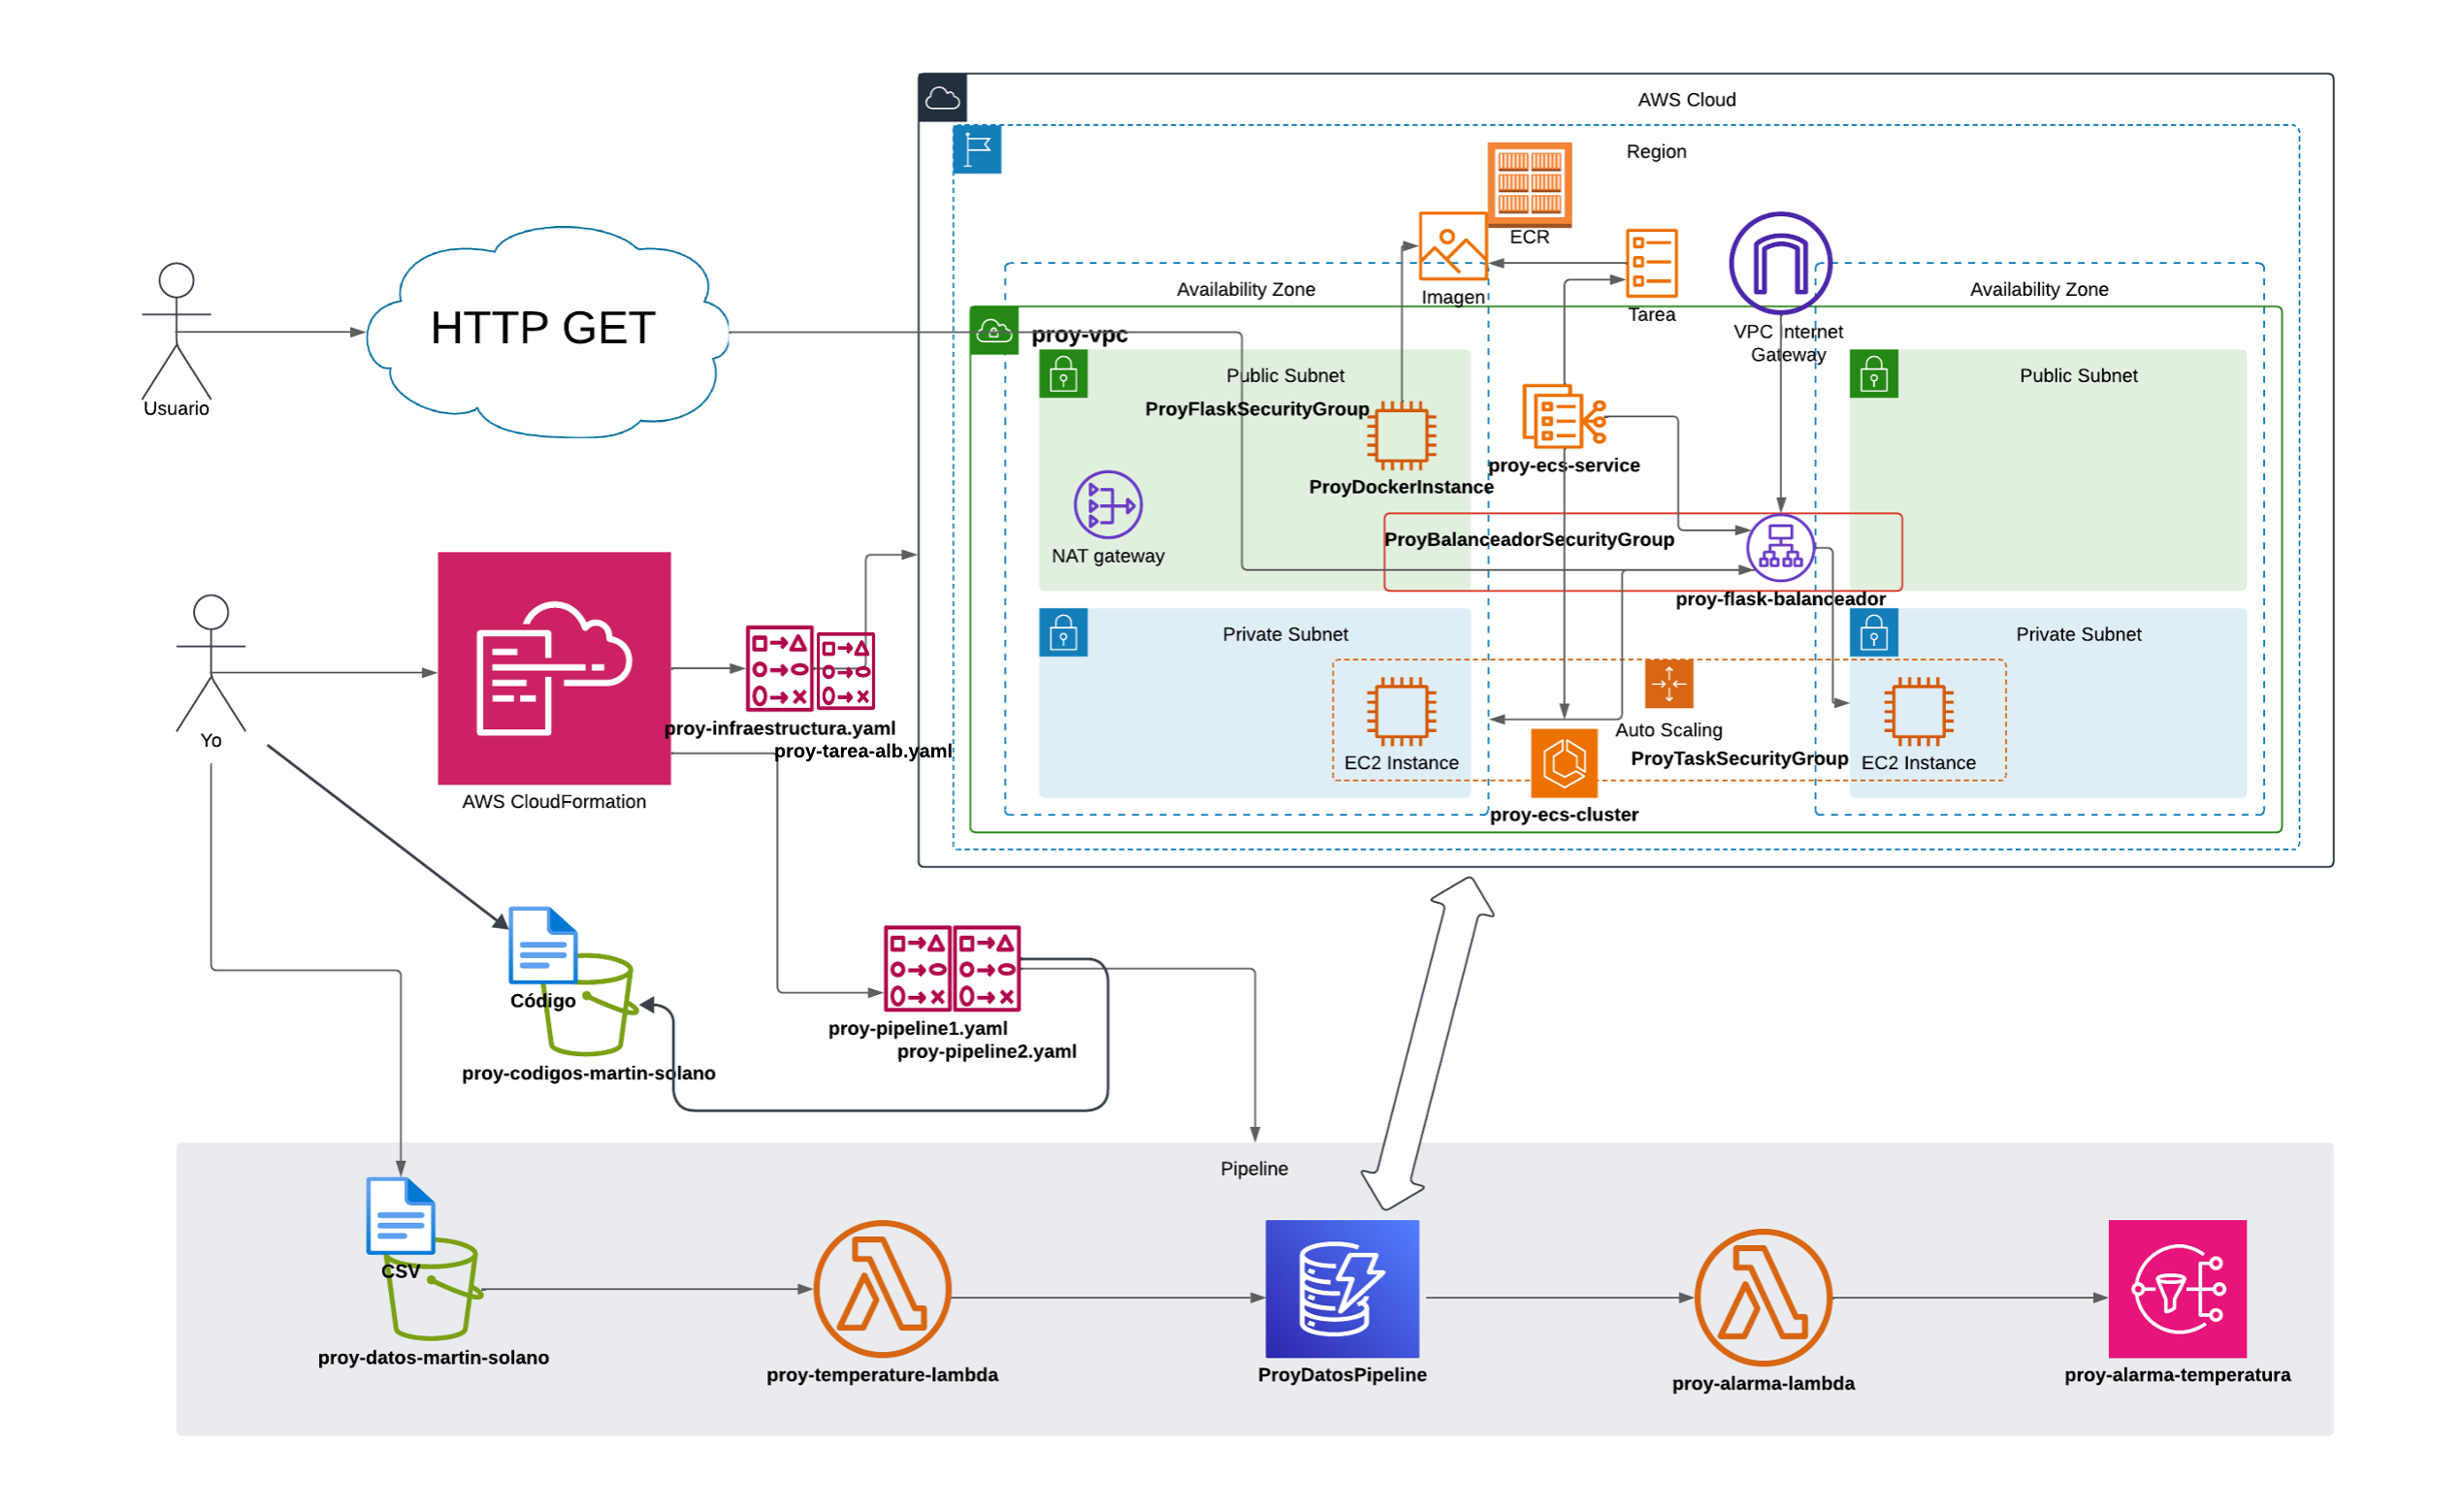 AWS Cloud
Region
ECR
Imagen
Tarea
VPC Internet
Gateway
Availability Zone
Availability Zone
HTTP GET
Usuario
proy-vpc
Public Subnet
Public Subnet
ProyFlaskSecurityGroup
ProyDockerInstance
proy-ecs-service
NAT gateway
ProyBalanceadorSecurityGroup
proy-flask-balanceador
Private Subnet
Private Subnet
Auto Scaling
ProyTaskSecurityGroup
EC2 Instance
EC2 Instance
proy-ecs-cluster
Yo
AWS CloudFormation
proy-infraestructura.yaml
proy-tarea-alb.yaml
Código
proy-codigos-martin-solano
proy-pipeline1.yaml
proy-pipeline2.yaml
Pipeline
CSV
proy-datos-martin-solano
proy-temperature-lambda
ProyDatosPipeline
proy-alarma-lambda
proy-alarma-temperatura